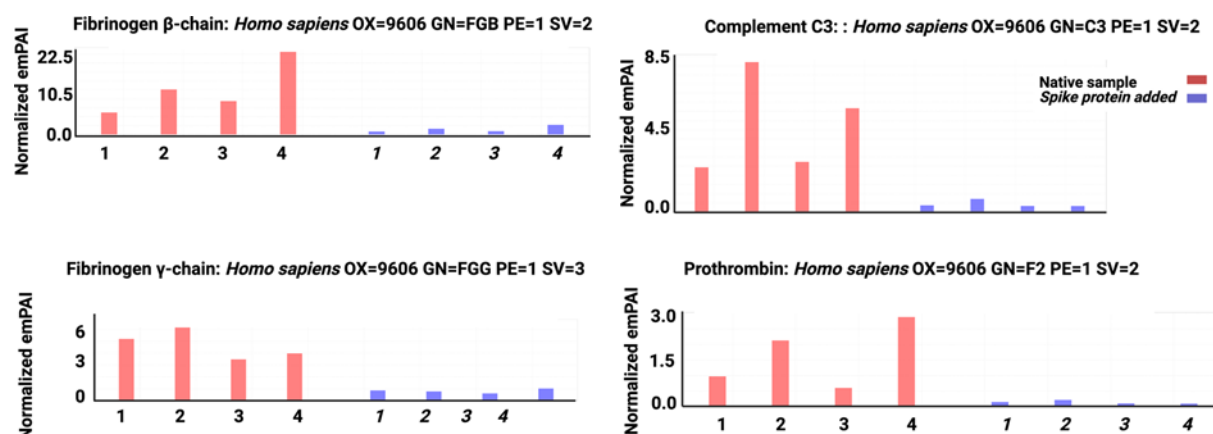 Fibrinogen β-chain: Homo sapiens OX=9606 GN=FGB PE=1 SV=2
Normalized emPAI
22.5
10.5
0.0
1 2 3 4 1 2 3 4
Complement C3: : Homo sapiens OX=9606 GN=C3 PE=1 SV=2
Normalized emPAI
8.5
4.5
0.0
Native sample
Spike protein added
Fibrinogen γ-chain: Homo sapiens OX=9606 GN=FGG PE=1 SV=3
Normalized emPAI
6
3
0
1 2 3 4 1 2 3 4
Prothrombin: Homo sapiens OX=9606 GN=F2 PE=1 SV=2
Normalized emPAI
3.0
1.5
0.0
1 2 3 4 1 2 3 4